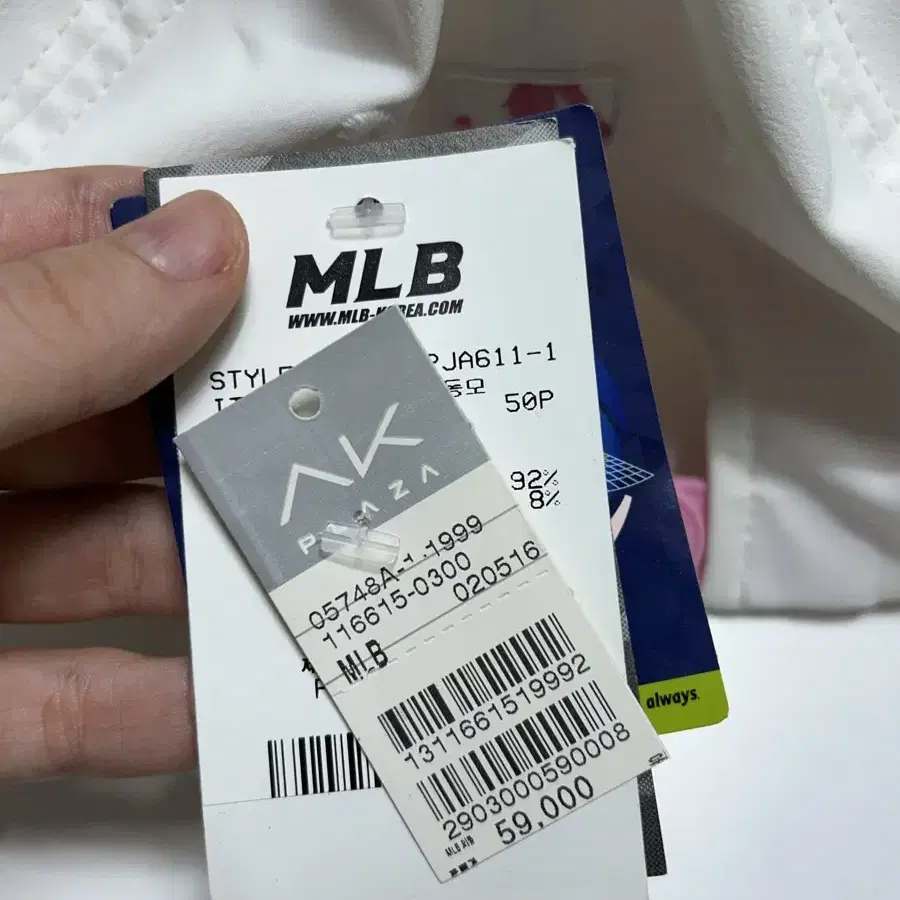 MLB
WWW.MLB-KOREA.COM
STYLE PJA611-1
동모
50P
92%
8%
AK
PLAZA
05748A-1-1999
116615-0300
020516
MLB
1311661519992
2903000590008
59,000
always.